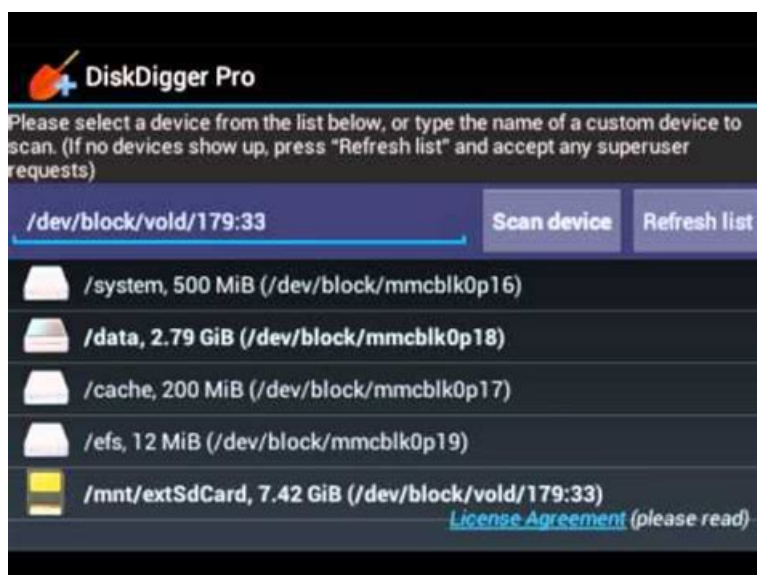 DiskDigger Pro
Please select a device from the list below, or type the name of a custom device to
scan. (If no devices show up, press "Refresh list" and accept any superuser
requests)
/dev/block/vold/179:33 Scan device Refresh list
/system, 500 MiB (/dev/block/mmcblk0p16)
/data, 2.79 GiB (/dev/block/mmcblk0p18)
/cache, 200 MiB (/dev/block/mmcblk0p17)
/efs, 12 MiB (/dev/block/mmcblk0p19)
/mnt/extSdCard, 7.42 GiB (/dev/block/vold/179:33)
License Agreement (please read)